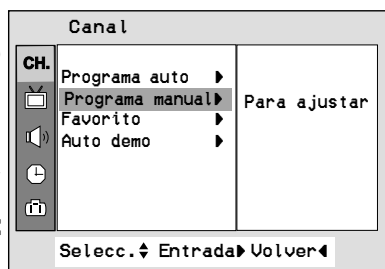 Canal
CH.
Programa auto
Programa manual
Favorito
Auto demo
Para ajustar
Selecc. Entrada Volver